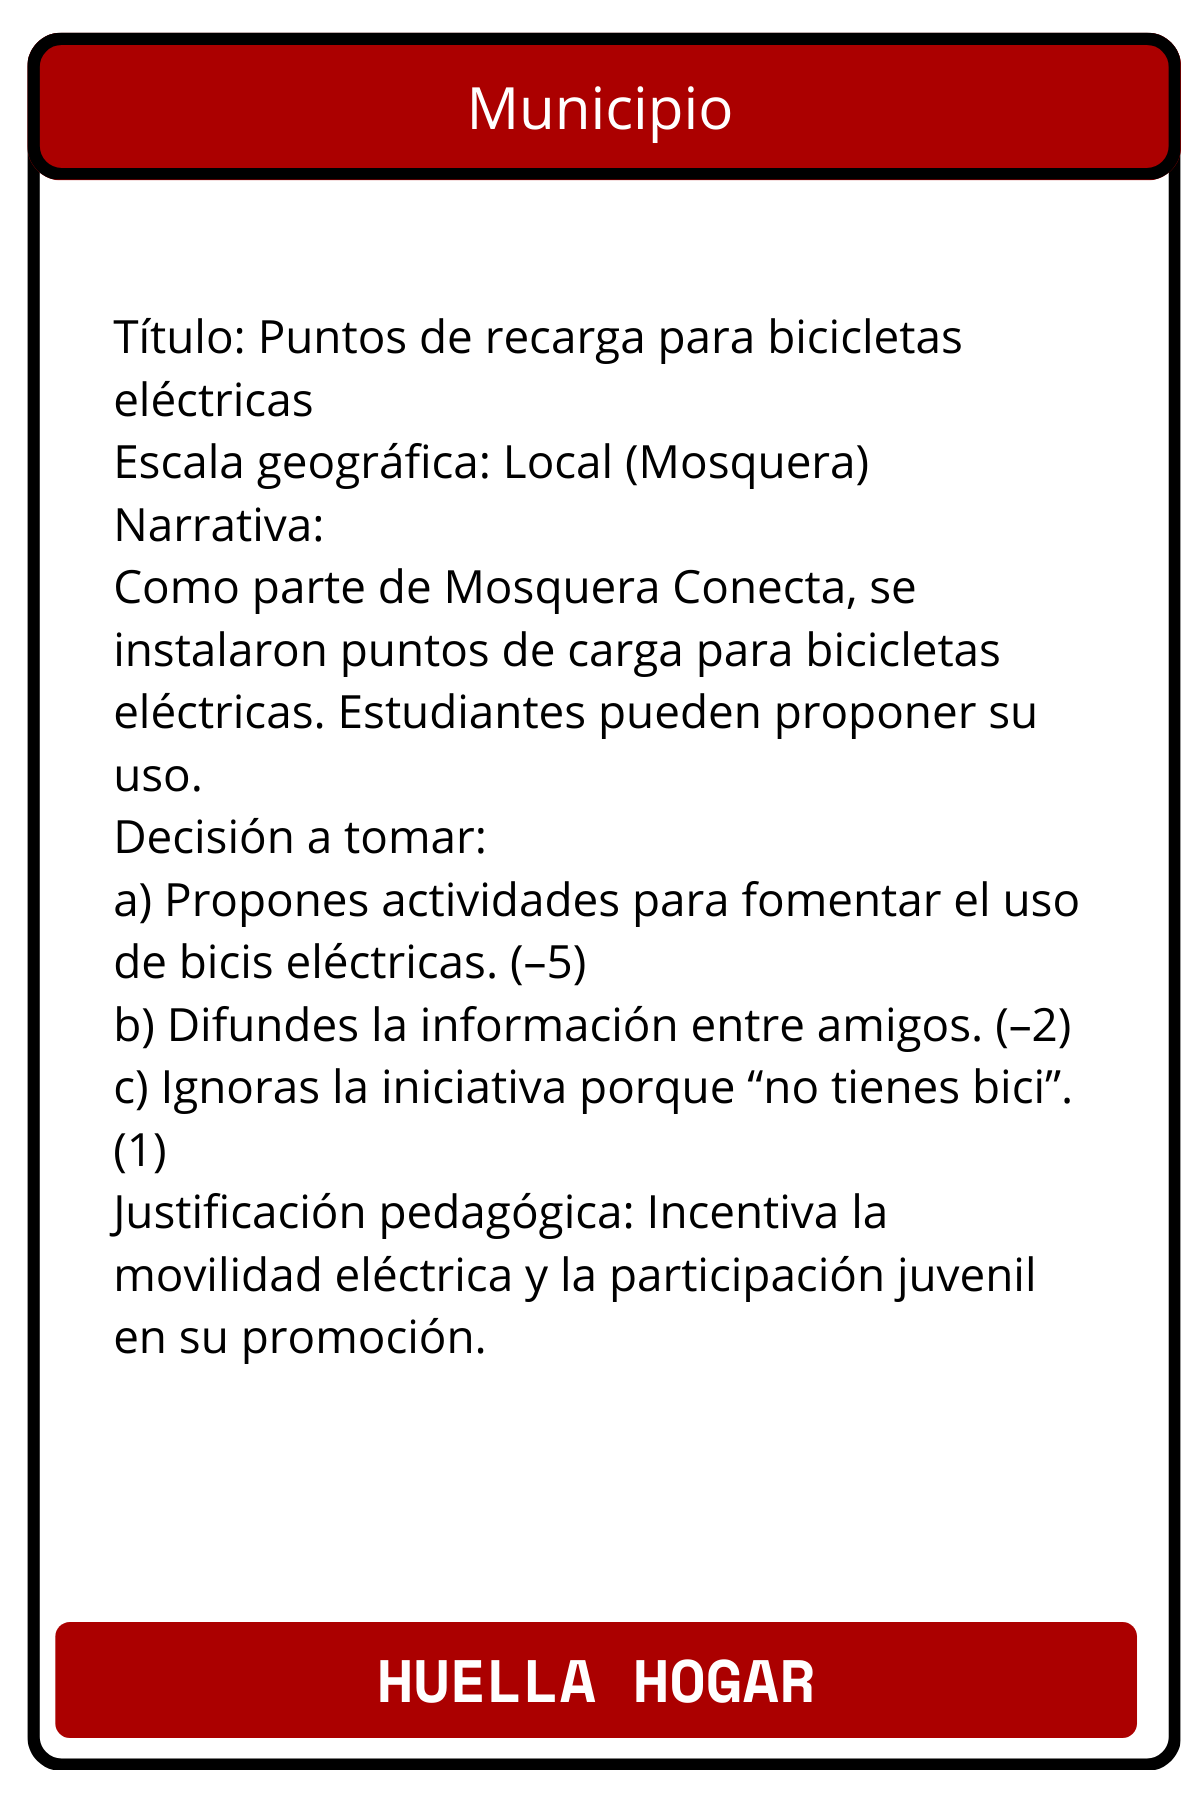 Municipio
Título: Puntos de recarga para bicicletas
eléctricas
Escala geográfica: Local (Mosquera)
Narrativa:
Como parte de Mosquera Conecta, se
instalaron puntos de carga para bicicletas
eléctricas. Estudiantes pueden proponer su
uso.
Decisión a tomar:
a) Propones actividades para fomentar el uso
de bicis eléctricas. (–5)
b) Difundes la información entre amigos. (–2)
c) Ignoras la iniciativa porque “no tienes bici”.
(1)
Justificación pedagógica: Incentiva la
movilidad eléctrica y la participación juvenil
en su promoción.
HUELLA HOGAR